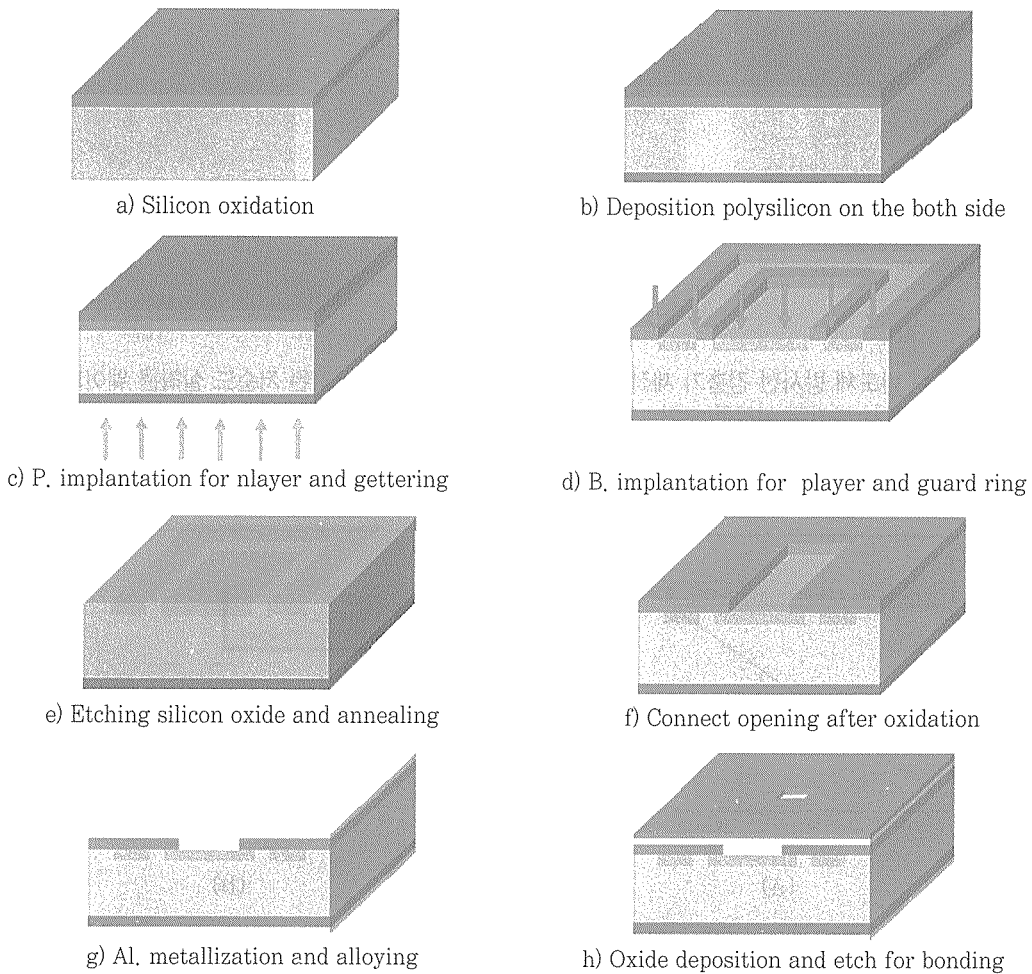 a) Silicon oxidation
b) Deposition polysilicon on the both side
c) P. implantation for nlayer and gettering
d) B. implantation for player and guard ring
e) Etching silicon oxide and annealing
f) Connect opening after oxidation
g) Al. metallization and alloying
h) Oxide deposition and etch for bonding